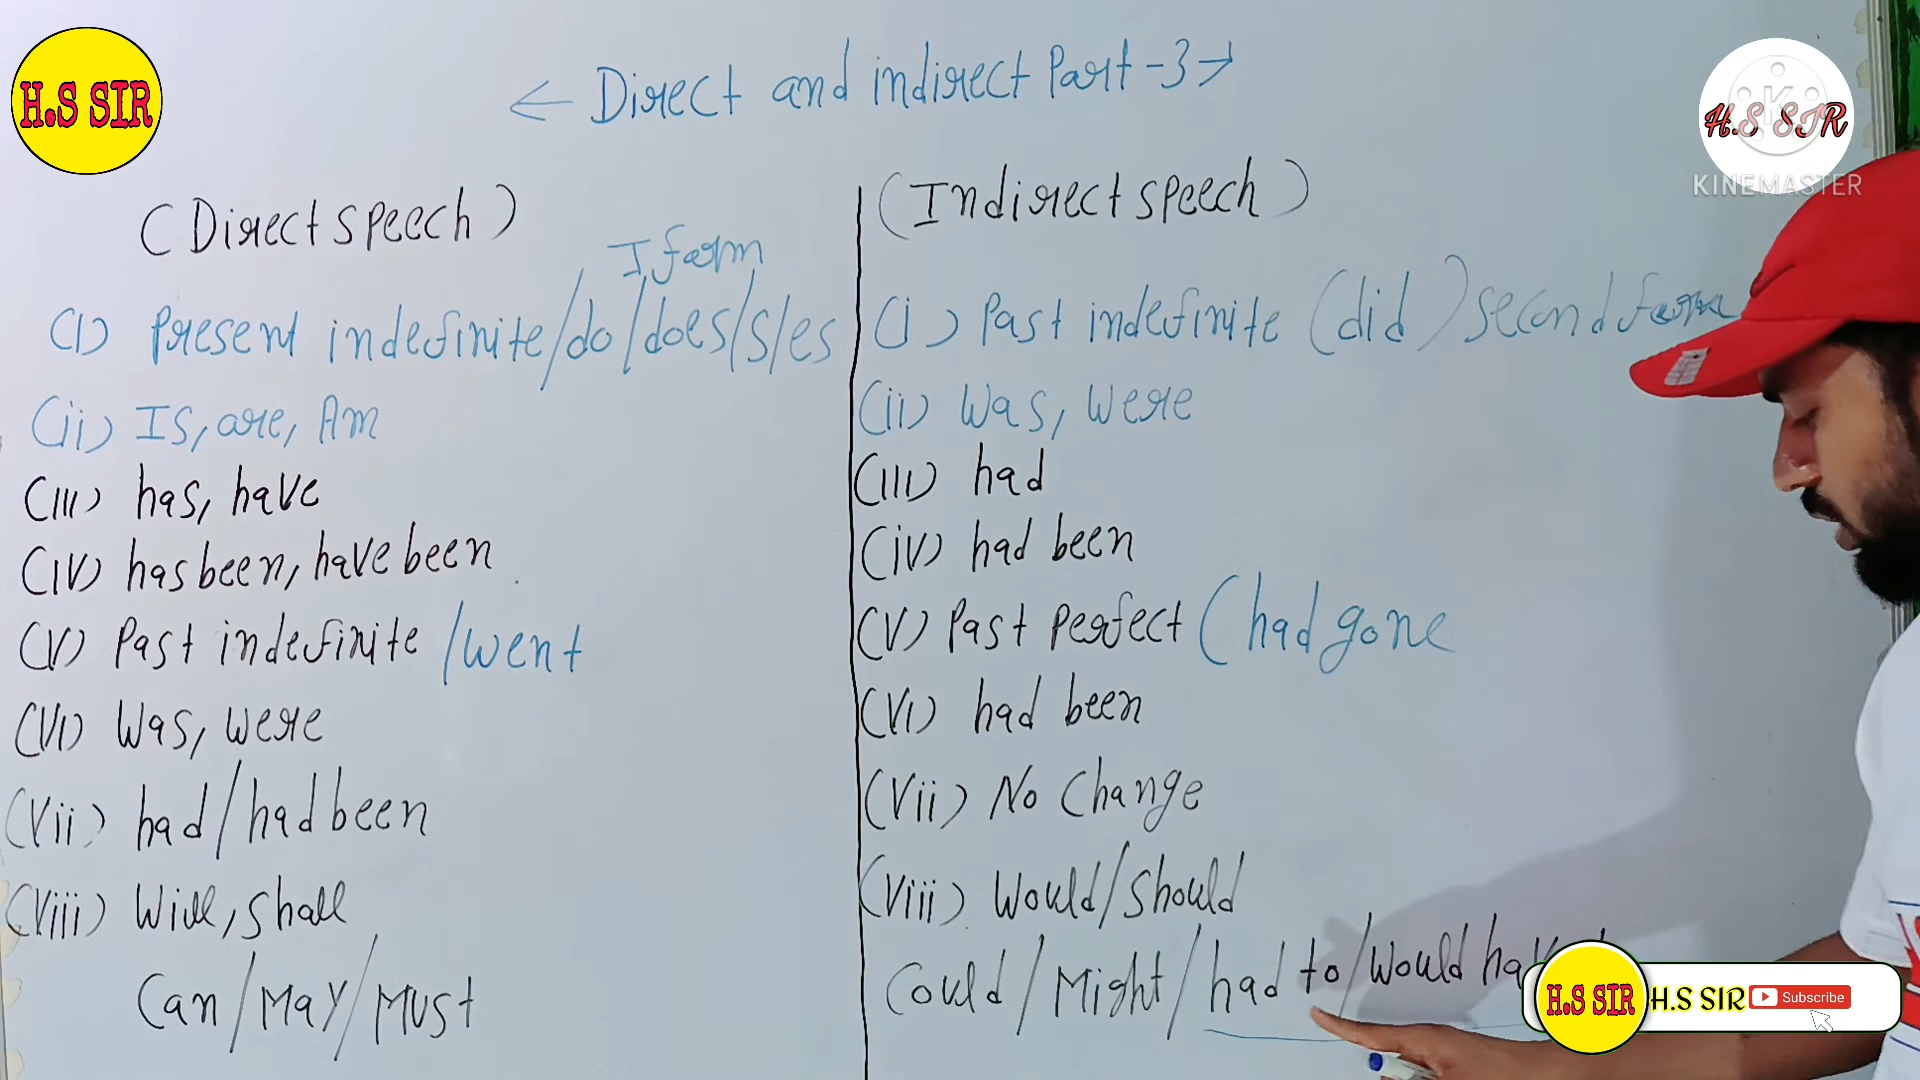 H.S SIR
← Direct and indirect Part-3 →
H.S SIR
KINEMASTER
(Direct speech)
(Indirect speech)
I form
(I) Present indefinite/do/does/s/es
(i) Past indefinite (did) second form
(ii) Is, are, Am
(ii) Was, Were
(III) has, have
(III) had
(IV) has been, have been
(iV) had been
(V) Past indefinite /went
(V) Past Perfect (had gone
(VI) Was, Were
(VI) had been
(Vii) had/had been
(Vii) No Change
(Viii) Will, Shall
(Viii) Would/Should
Can/May/Must
Could/Might/had to/Would
H.S SIR
H.S SIR
Subscribe